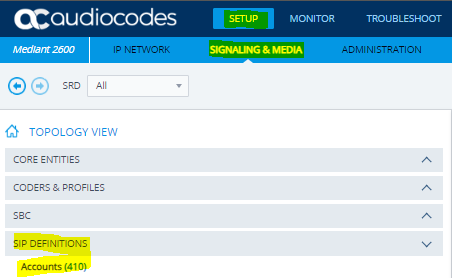 audiocodes SETUP MONITOR TROUBLESHOOT
Mediant 2600 IP NETWORK SIGNALING & MEDIA ADMINISTRATION
SRD All
TOPOLOGY VIEW
CORE ENTITIES
CODERS & PROFILES
SBC
SIP DEFINITIONS
Accounts (410)